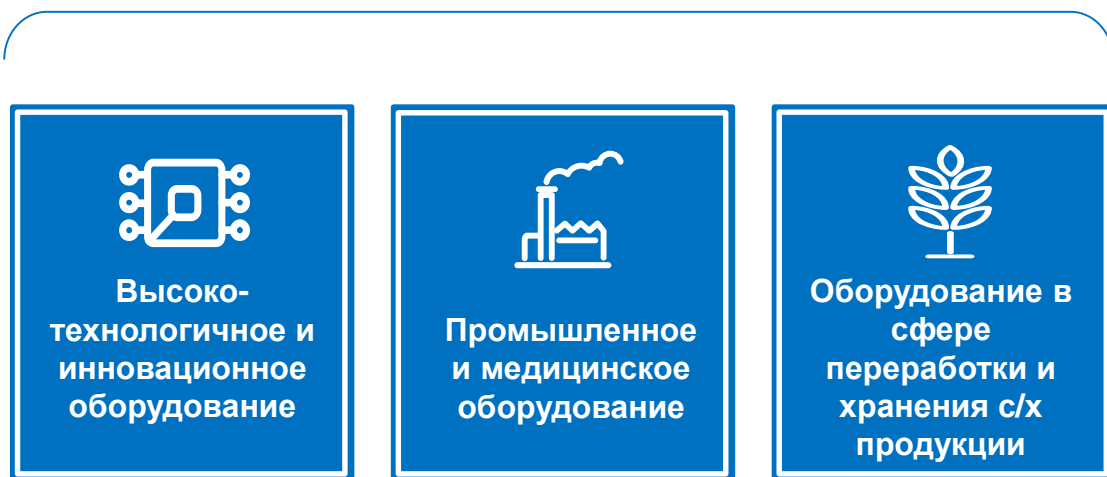 Высоко-
технологичное и
инновационное
оборудование
Промышленное
и медицинское
оборудование
Оборудование в
сфере
переработки и
хранения с/х
продукции